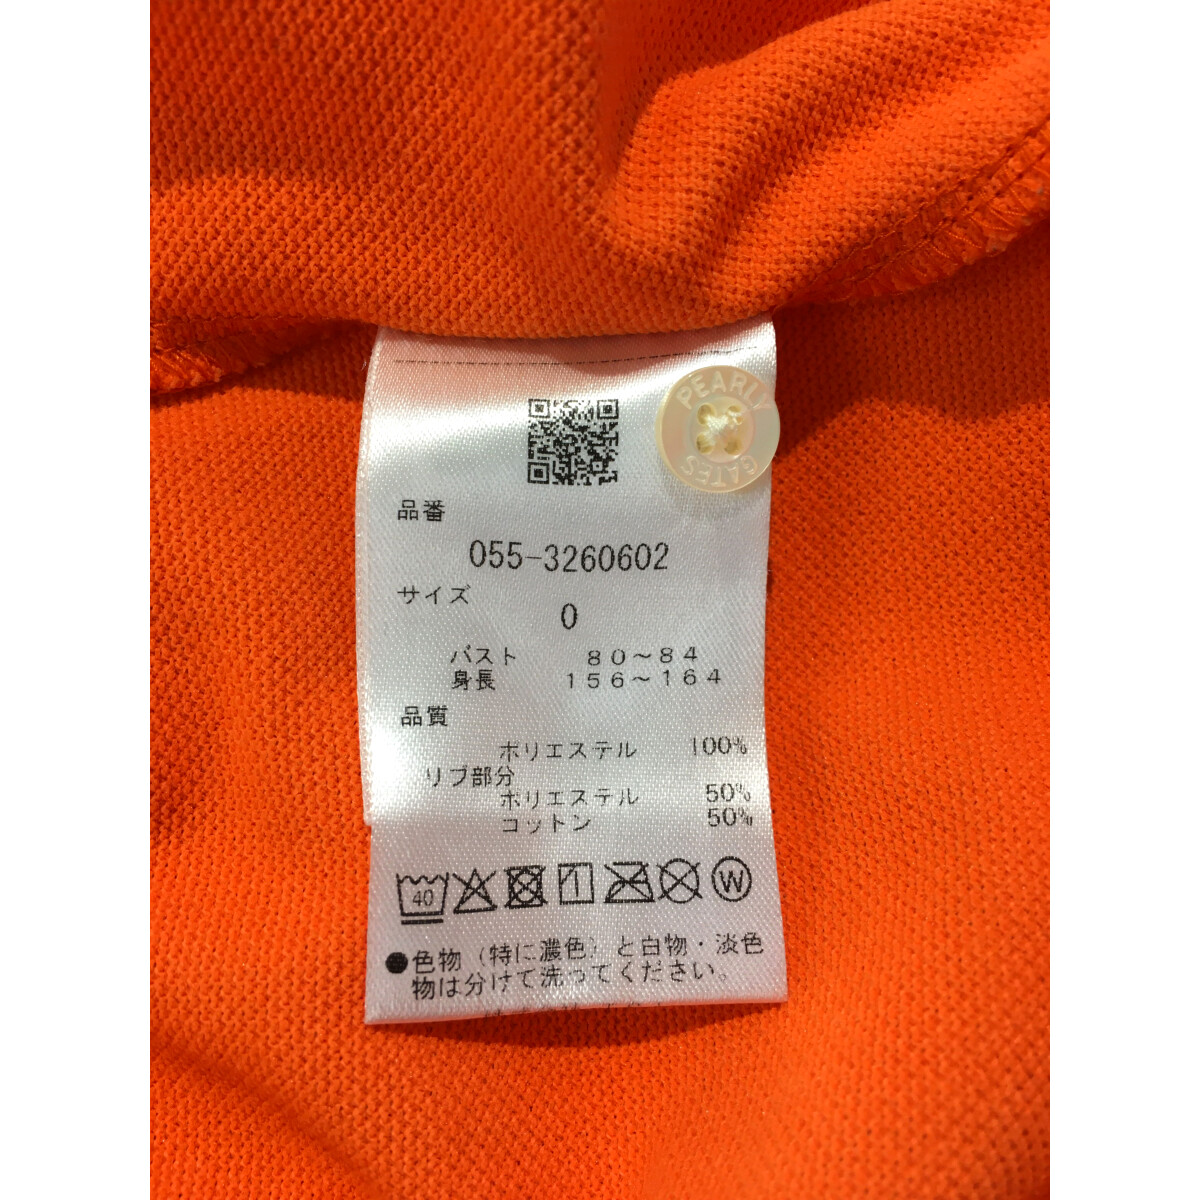 PEARLY
GATES
品番
055-3260602
サイズ
0
バスト 80～84
身長 156～164
品質
ポリエステル 100%
リブ部分
ポリエステル 50%
コットン 50%
40 W
●色物（特に濃色）と白物・淡色
物は分けて洗ってください。